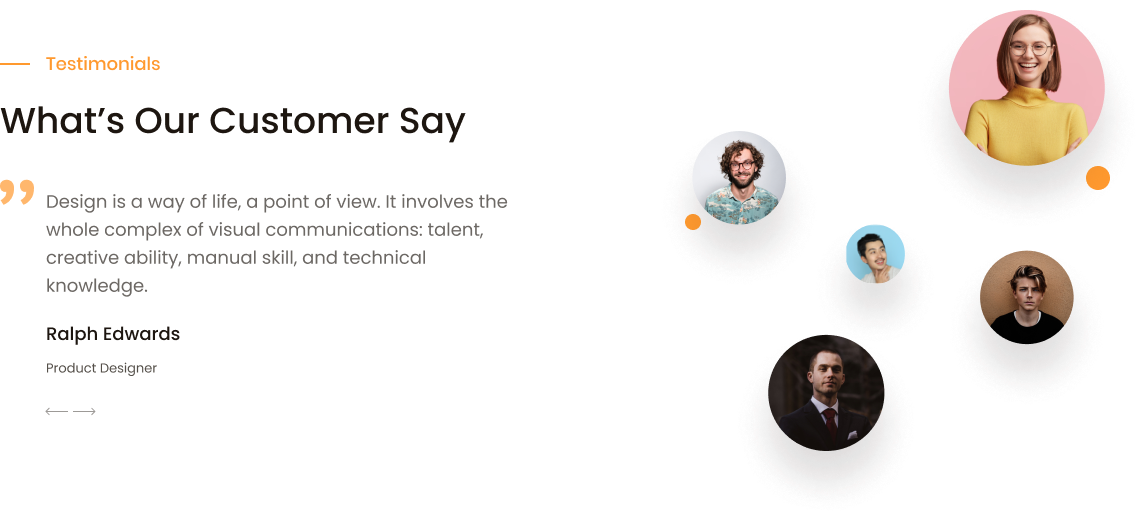 Testimonials
What’s Our Customer Say
Design is a way of life, a point of view. It involves the
whole complex of visual communications: talent,
creative ability, manual skill, and technical
knowledge.
Ralph Edwards
Product Designer